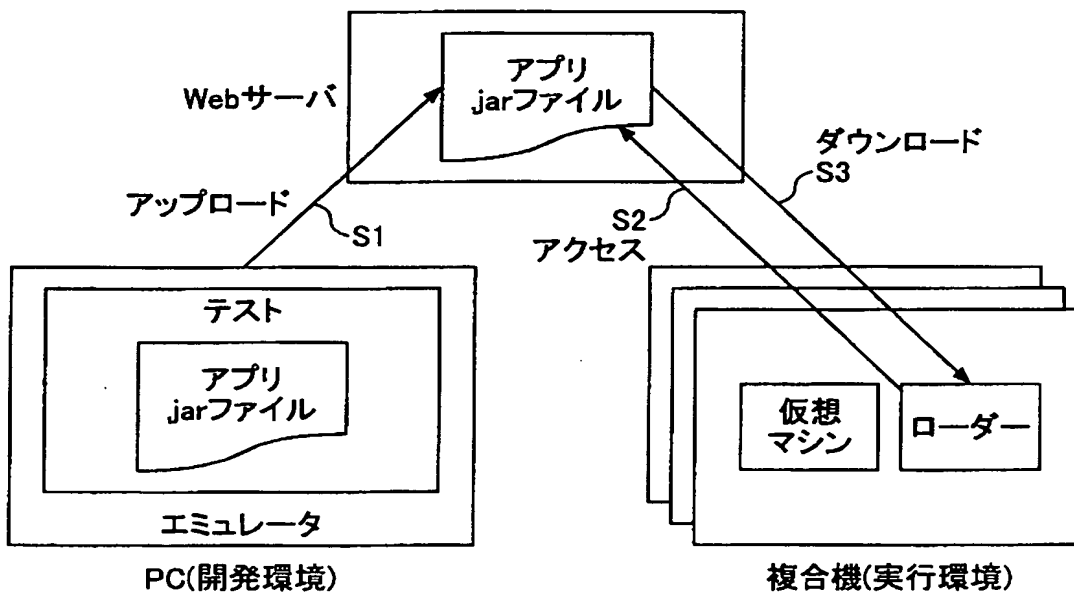 アプリ
jarファイル
Webサーバ
ダウンロード
S3
アップロード
S1
S2
アクセス
テスト
アプリ
jarファイル
エミュレータ
仮想
マシン
ローダー
PC(開発環境)
複合機(実行環境)